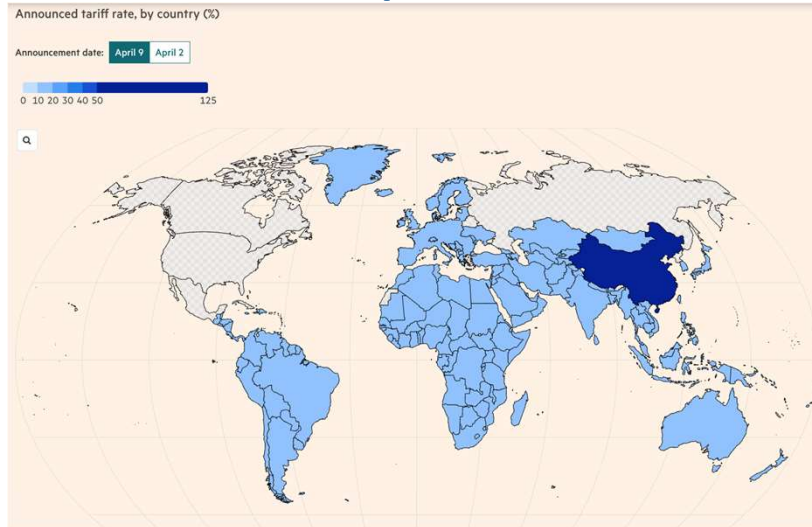 Announced tariff rate, by country (%)
Announcement date: April 9 April 2
0 10 20 30 40 50 125